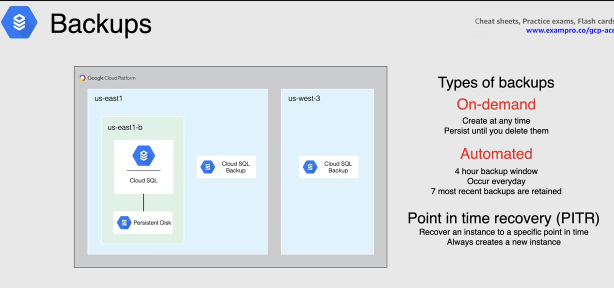 Backups
Cheat sheets, Practice exams, Flash cards
www.exampro.co/gcp-ace
Google Cloud Platform
us-east1
us-east1-b
Cloud SQL
Persistent Disk
Cloud SQL
Backup
us-west-3
Cloud SQL
Backup
Types of backups
On-demand
Create at any time
Persist until you delete them
Automated
4 hour backup window
Occur everyday
7 most recent backups are retained
Point in time recovery (PITR)
Recover an instance to a specific point in time
Always creates a new instance